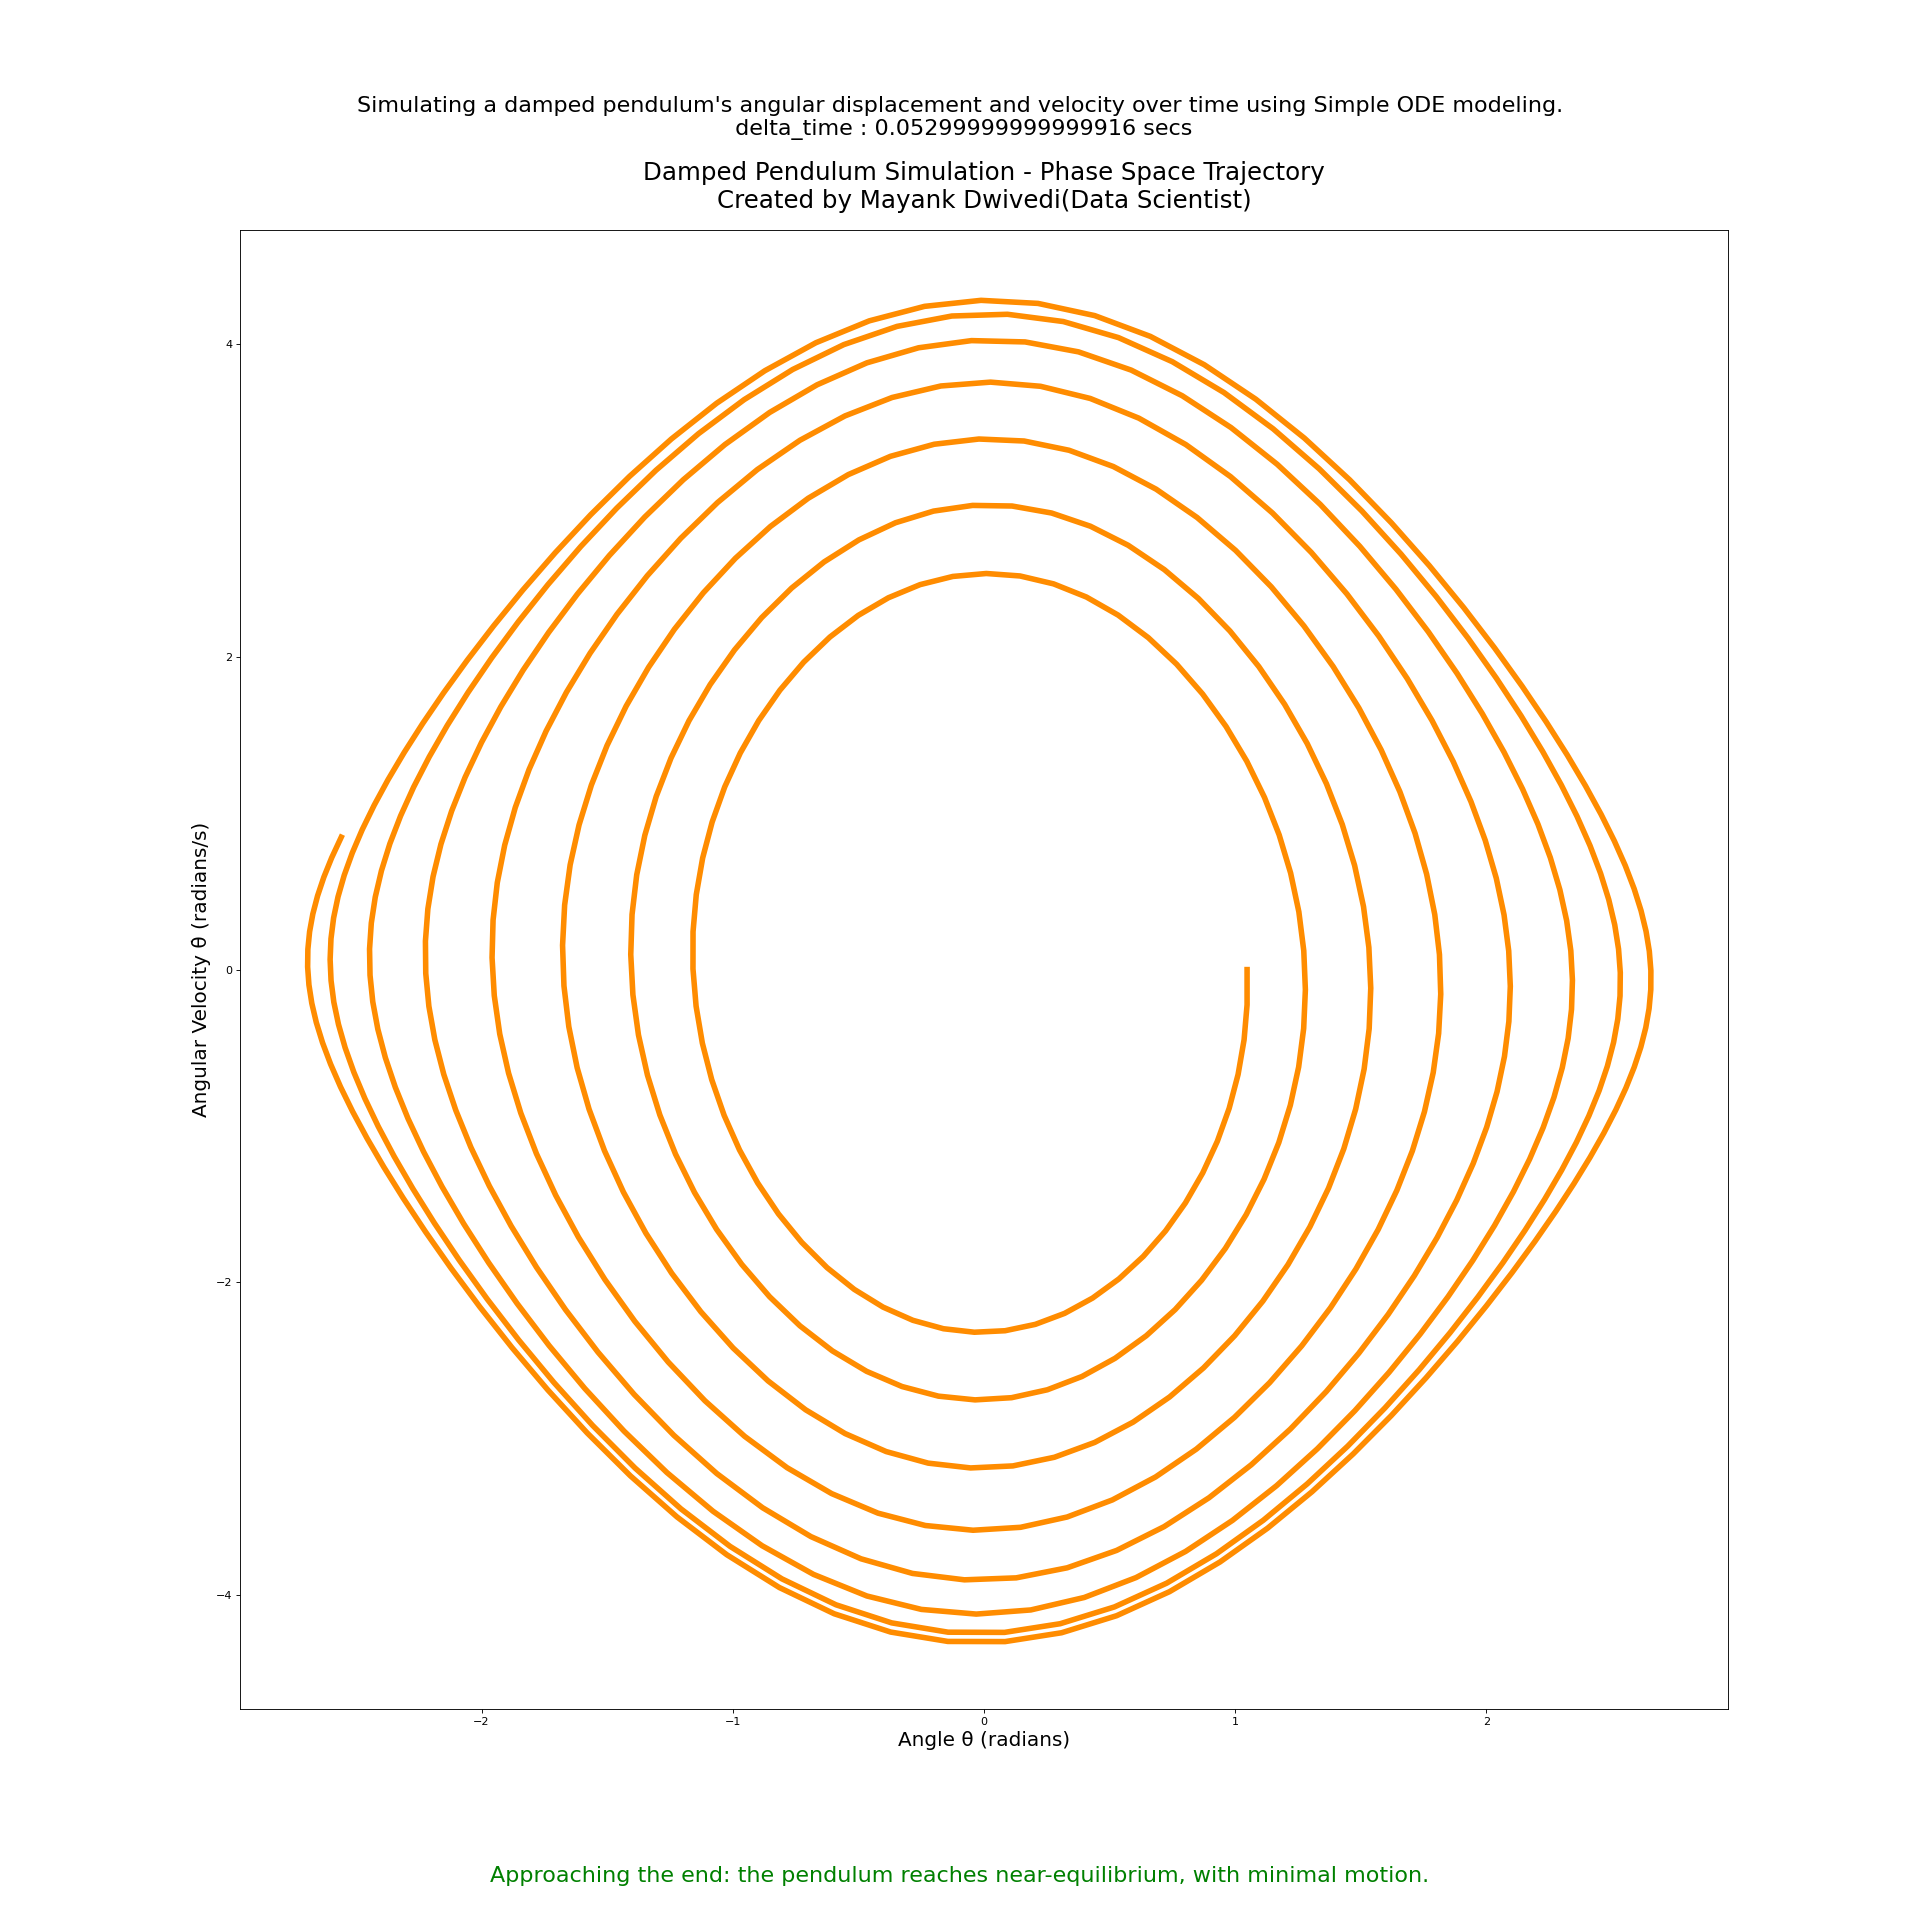 Simulating a damped pendulum's angular displacement and velocity over time using Simple ODE modeling.
delta_time : 0.05299999999999916 secs
Damped Pendulum Simulation - Phase Space Trajectory
Created by Mayank Dwivedi(Data Scientist)
Angular Velocity θ (radians/s)
4
2
0
−2
−4
−2
−1
0
1
2
Angle θ (radians)
Approaching the end: the pendulum reaches near-equilibrium, with minimal motion.